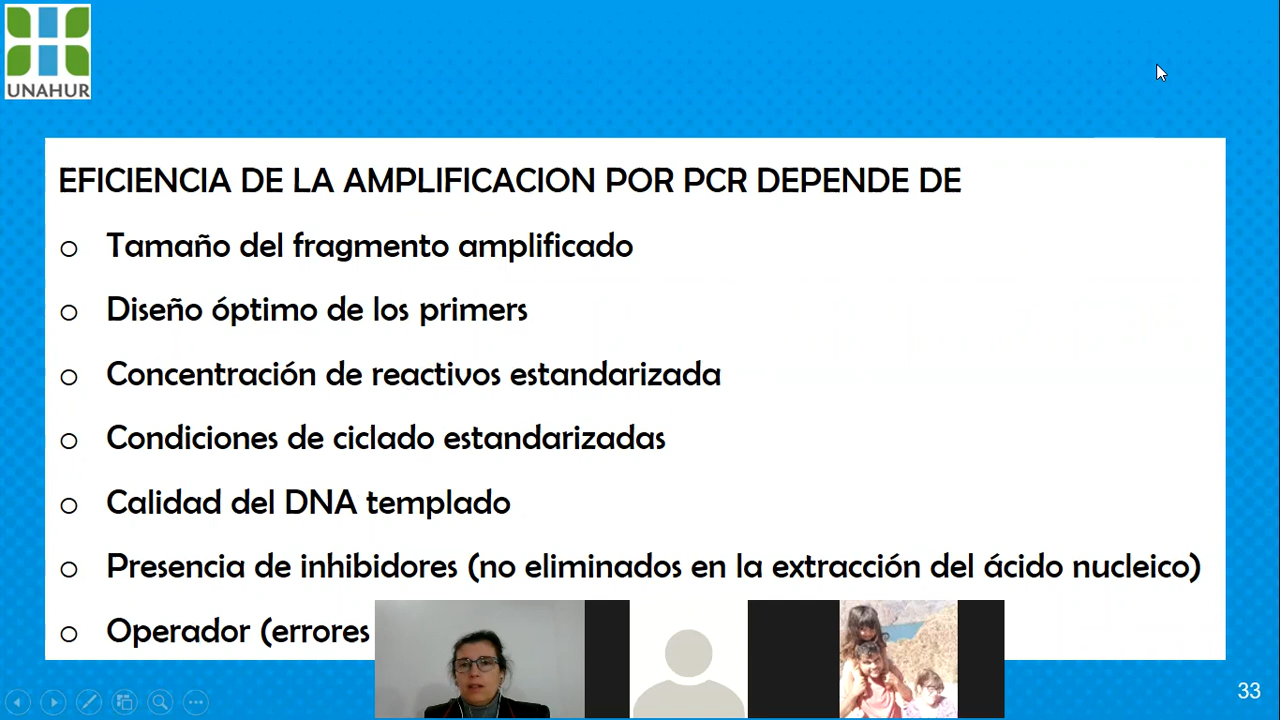 UNAHUR
EFICIENCIA DE LA AMPLIFICACION POR PCR DEPENDE DE
Tamaño del fragmento amplificado
Diseño óptimo de los primers
Concentración de reactivos estandarizada
Condiciones de ciclado estandarizadas
Calidad del DNA templado
Presencia de inhibidores (no eliminados en la extracción del ácido nucleico)
Operador (errores
33